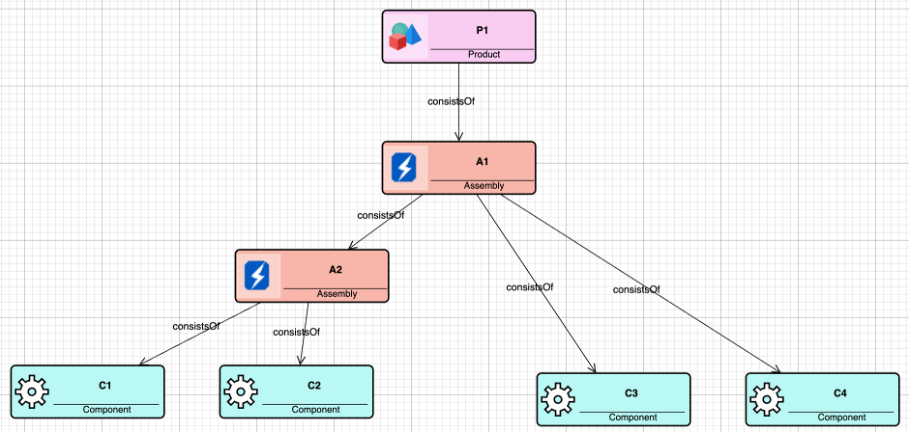 P1
Product
consistsOf
A1
Assembly
consistsOf
A2
Assembly
consistsOf
consistsOf
consistsOf
consistsOf
C1
Component
C2
Component
C3
Component
C4
Component